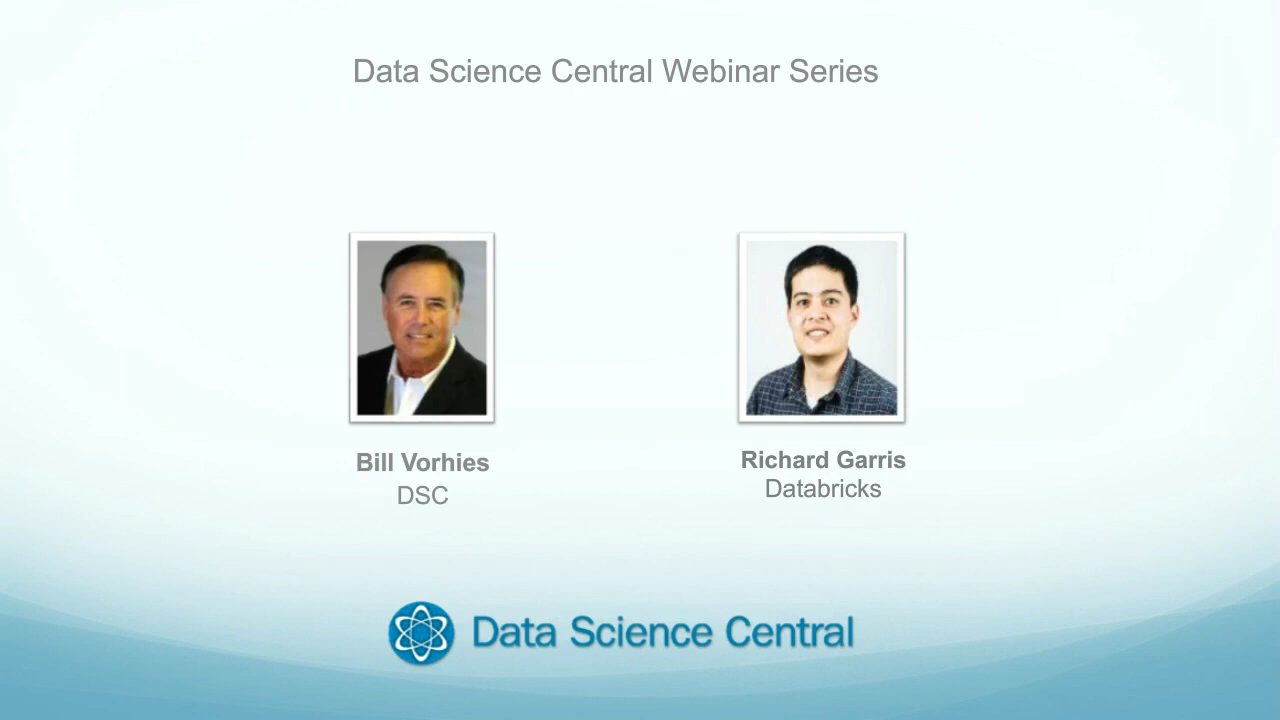 Data Science Central Webinar Series
Bill Vorhies
DSC
Richard Garris
Databricks
Data Science Central